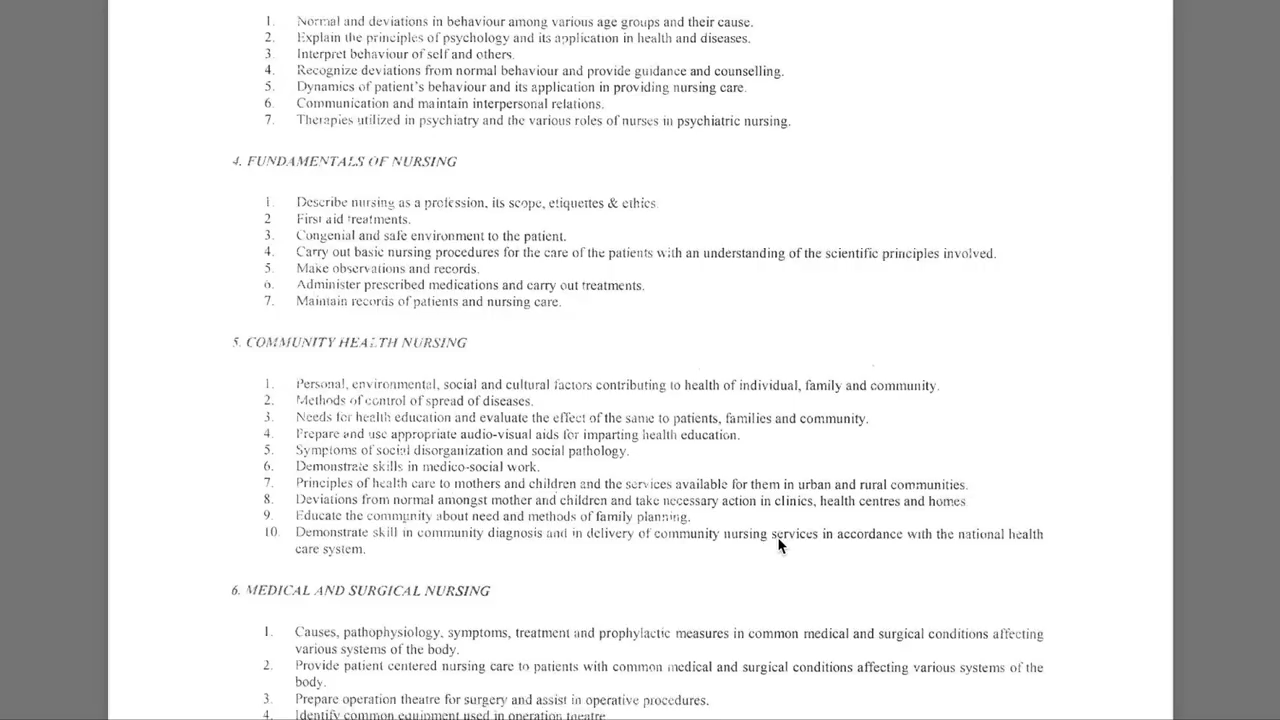 1. Normal and deviations in behaviour among various age groups and their cause.
2. Explain the principles of psychology and its application in health and diseases.
3. Interpret behaviour of self and others.
4. Recognize deviations from normal behaviour and provide guidance and counselling.
5. Dynamics of patient's behaviour and its application in providing nursing care.
6. Communication and maintain interpersonal relations.
7. Therapies utilized in psychiatry and the various roles of nurses in psychiatric nursing.
4. FUNDAMENTALS OF NURSING
1. Describe nursing as a profession, its scope, etiquettes & ethics.
2 First aid treatments.
3. Congenial and safe environment to the patient.
4. Carry out basic nursing procedures for the care of the patients with an understanding of the scientific principles involved.
5. Make observations and records.
6. Administer prescribed medications and carry out treatments.
7. Maintain records of patients and nursing care.
5. COMMUNITY HEALTH NURSING
1. Personal, environmental, social and cultural factors contributing to health of individual, family and community.
2. Methods of control of spread of diseases.
3. Needs for health education and evaluate the effect of the same to patients, families and community.
4. Prepare and use appropriate audio-visual aids for imparting health education.
5. Symptoms of social disorganization and social pathology.
6. Demonstrate skills in medico-social work.
7. Principles of health care to mothers and children and the services available for them in urban and rural communities.
8. Deviations from normal amongst mother and children and take necessary action in clinics, health centres and homes
9. Educate the community about need and methods of family planning.
10. Demonstrate skill in community diagnosis and in delivery of community nursing services in accordance with the national health
care system.
6. MEDICAL AND SURGICAL NURSING
1. Causes, pathophysiology, symptoms, treatment and prophylactic measures in common medical and surgical conditions affecting
various systems of the body.
2. Provide patient centered nursing care to patients with common medical and surgical conditions affecting various systems of the
body.
3. Prepare operation theatre for surgery and assist in operative procedures.
4. Identify common equipment used in operation theatre